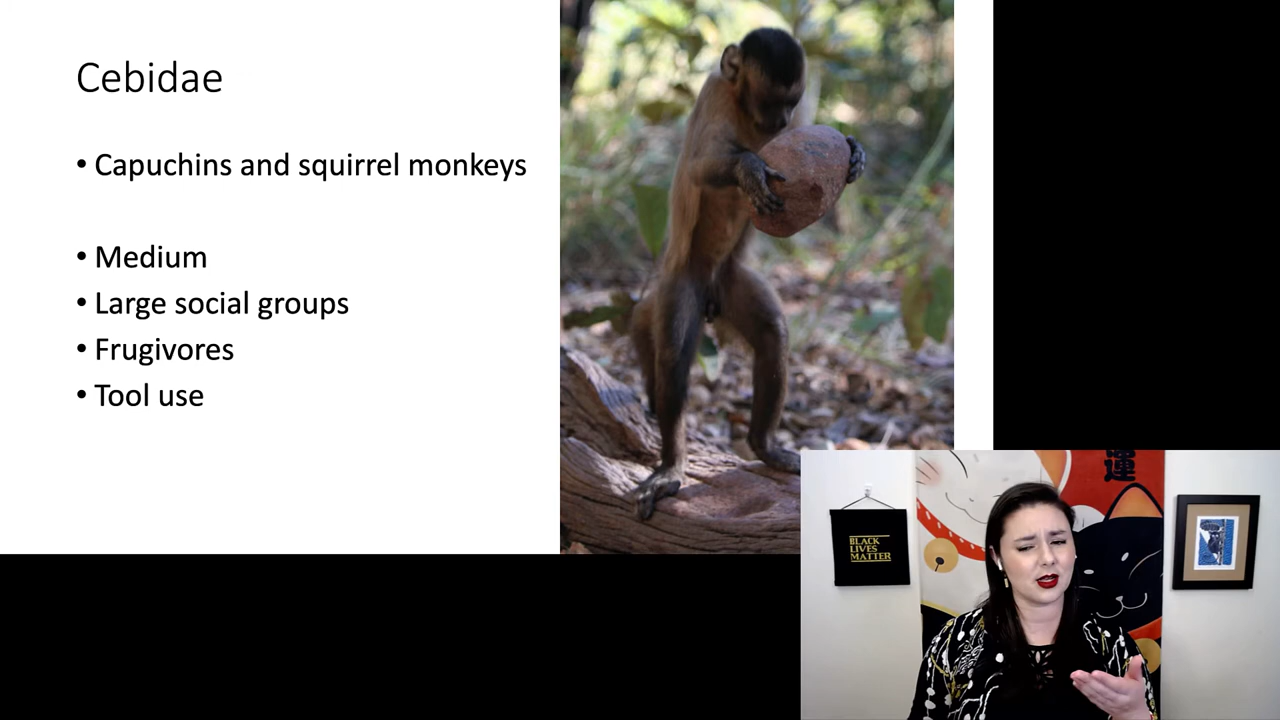 Cebidae
• Capuchins and squirrel monkeys
• Medium
• Large social groups
• Frugivores
• Tool use
運
BLACK
LIVES
MATTER